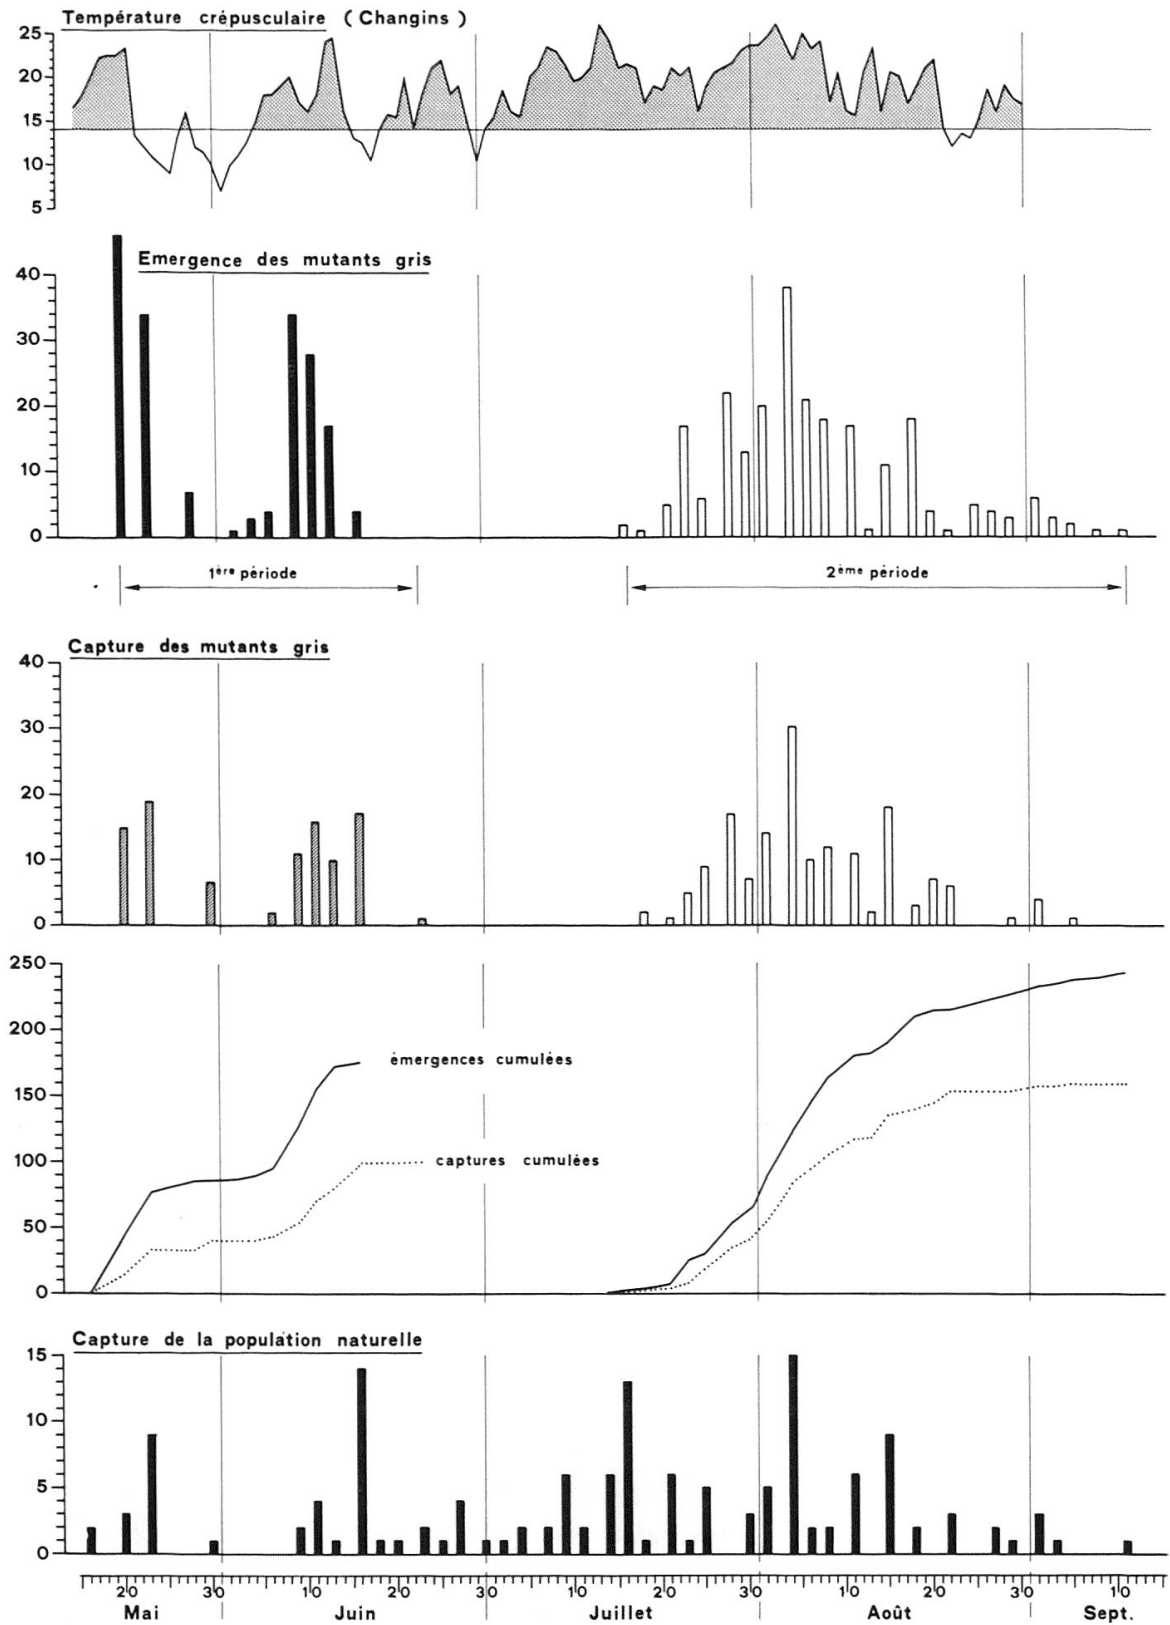 Température crépusculaire ( Changins )
25
20
15
10
5
Emergence des mutants gris
40
30
20
10
0
1ère période
2ème période
Capture des mutants gris
40
30
20
10
0
250
200
150
100
50
0
émergences cumulées
captures cumulées
Capture de la population naturelle
15
10
5
0
20 30 10 20 30 10 20 30 10 20 30 10
Mai Juin Juillet Août Sept.